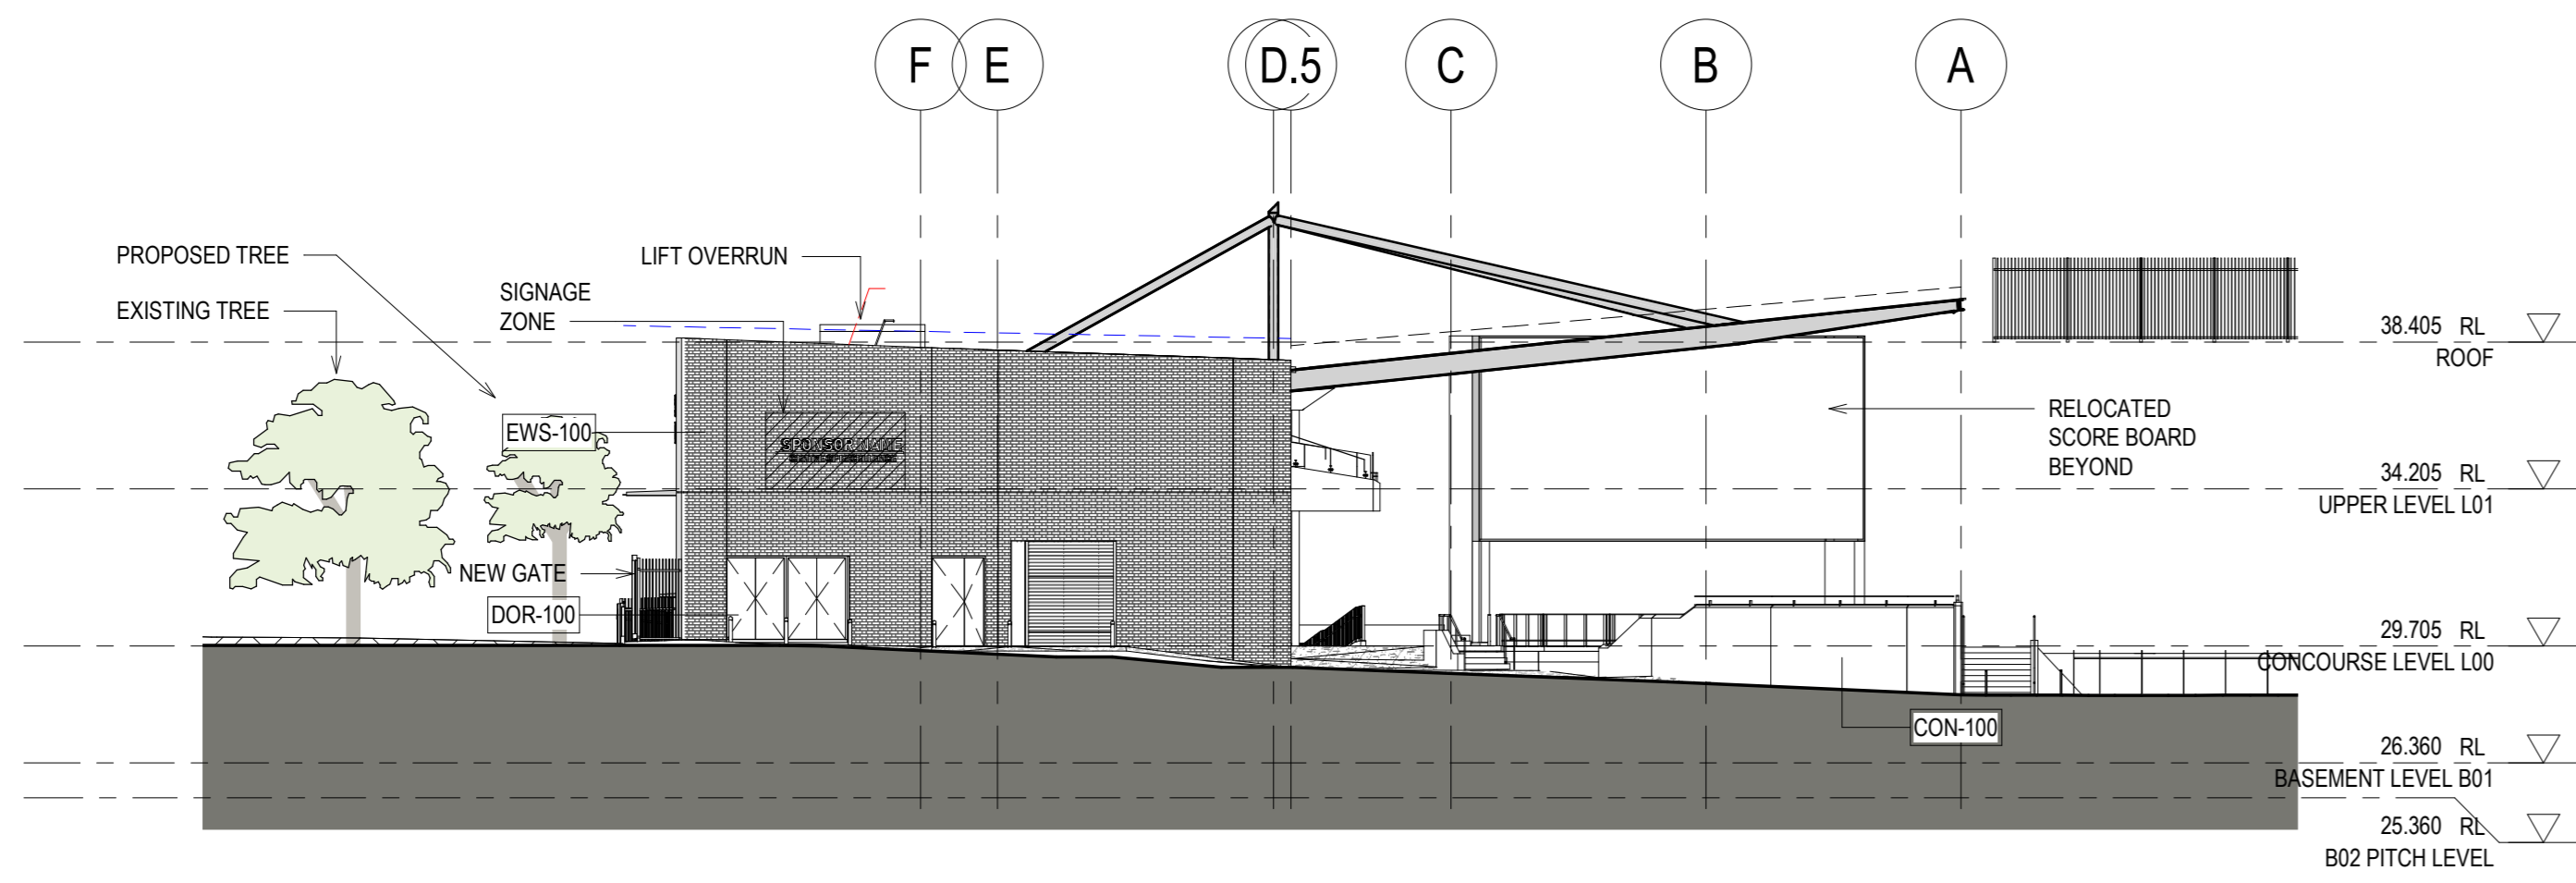 F
E
D.5
C
B
A
PROPOSED TREE
EXISTING TREE
LIFT OVERRUN
SIGNAGE
ZONE
EWS-100
SPONSOR NAME
NEW GATE
DOR-100
RELOCATED
SCORE BOARD
BEYOND
CON-100
38.405 RL
ROOF
34.205 RL
UPPER LEVEL L01
29.705 RL
CONCOURSE LEVEL L00
26.360 RL
BASEMENT LEVEL B01
25.360 RL
B02 PITCH LEVEL